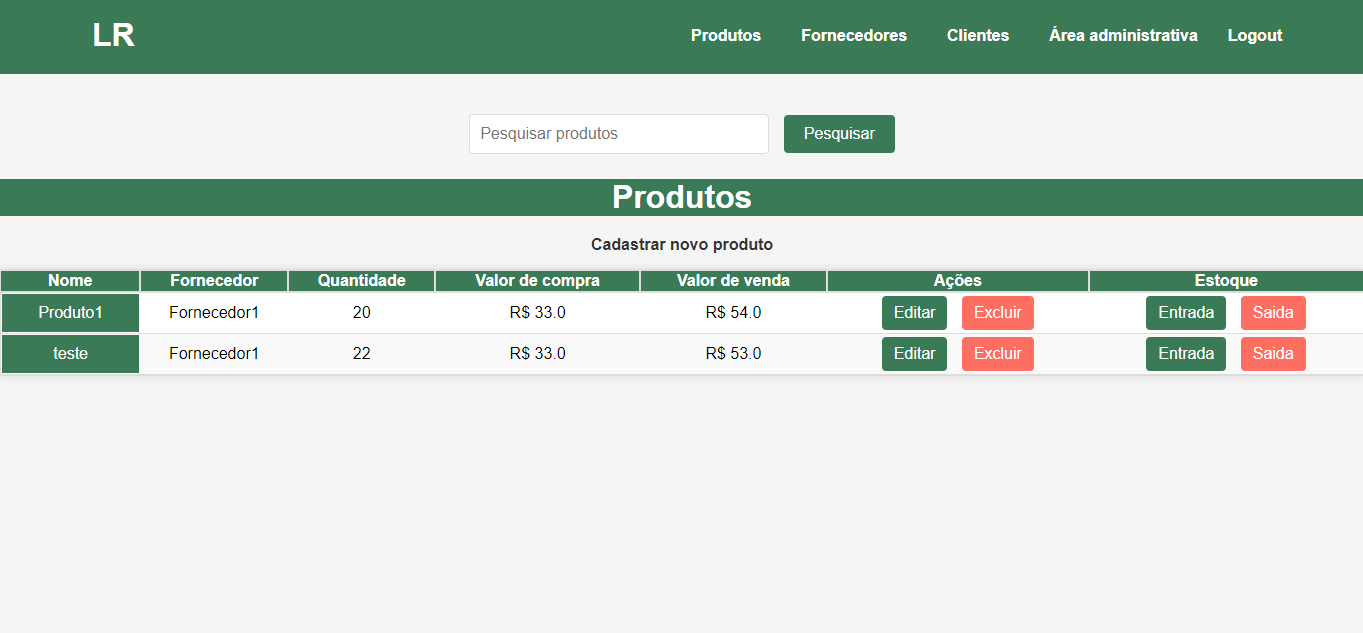 LR Produtos Fornecedores Clientes Área administrativa Logout
Pesquisar produtos Pesquisar
Produtos
Cadastrar novo produto
Nome Fornecedor Quantidade Valor de compra Valor de venda Ações Estoque
Produto1 Fornecedor1 20 R$ 33.0 R$ 54.0 Editar Excluir Entrada Saida
teste Fornecedor1 22 R$ 33.0 R$ 53.0 Editar Excluir Entrada Saida